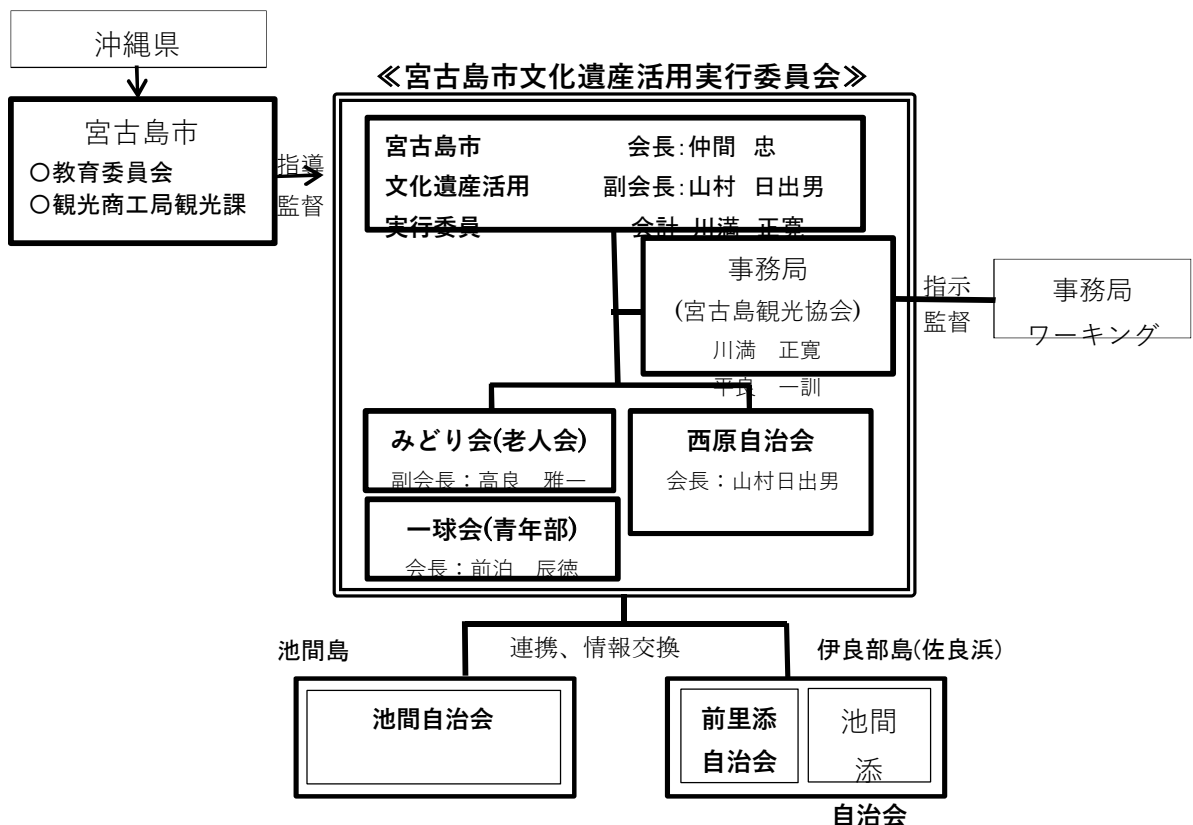 沖縄県
≪宮古島市文化遺産活用実行委員会≫
宮古島市
○教育委員会
○観光商工局観光課
指導
監督
宮古島市 会長:仲間 忠
文化遺産活用 副会長:山村 日出男
実行委員 会計 川満 正寛
事務局
(宮古島観光協会)
川満 正寛
平良 一訓
指示
監督
事務局
ワーキング
みどり会(老人会)
副会長：高良 雅一
西原自治会
会長：山村日出男
一球会(青年部)
会長：前泊 辰徳
池間島
連携、情報交換
伊良部島(佐良浜)
池間自治会
前里添
自治会
池間
添
自治会